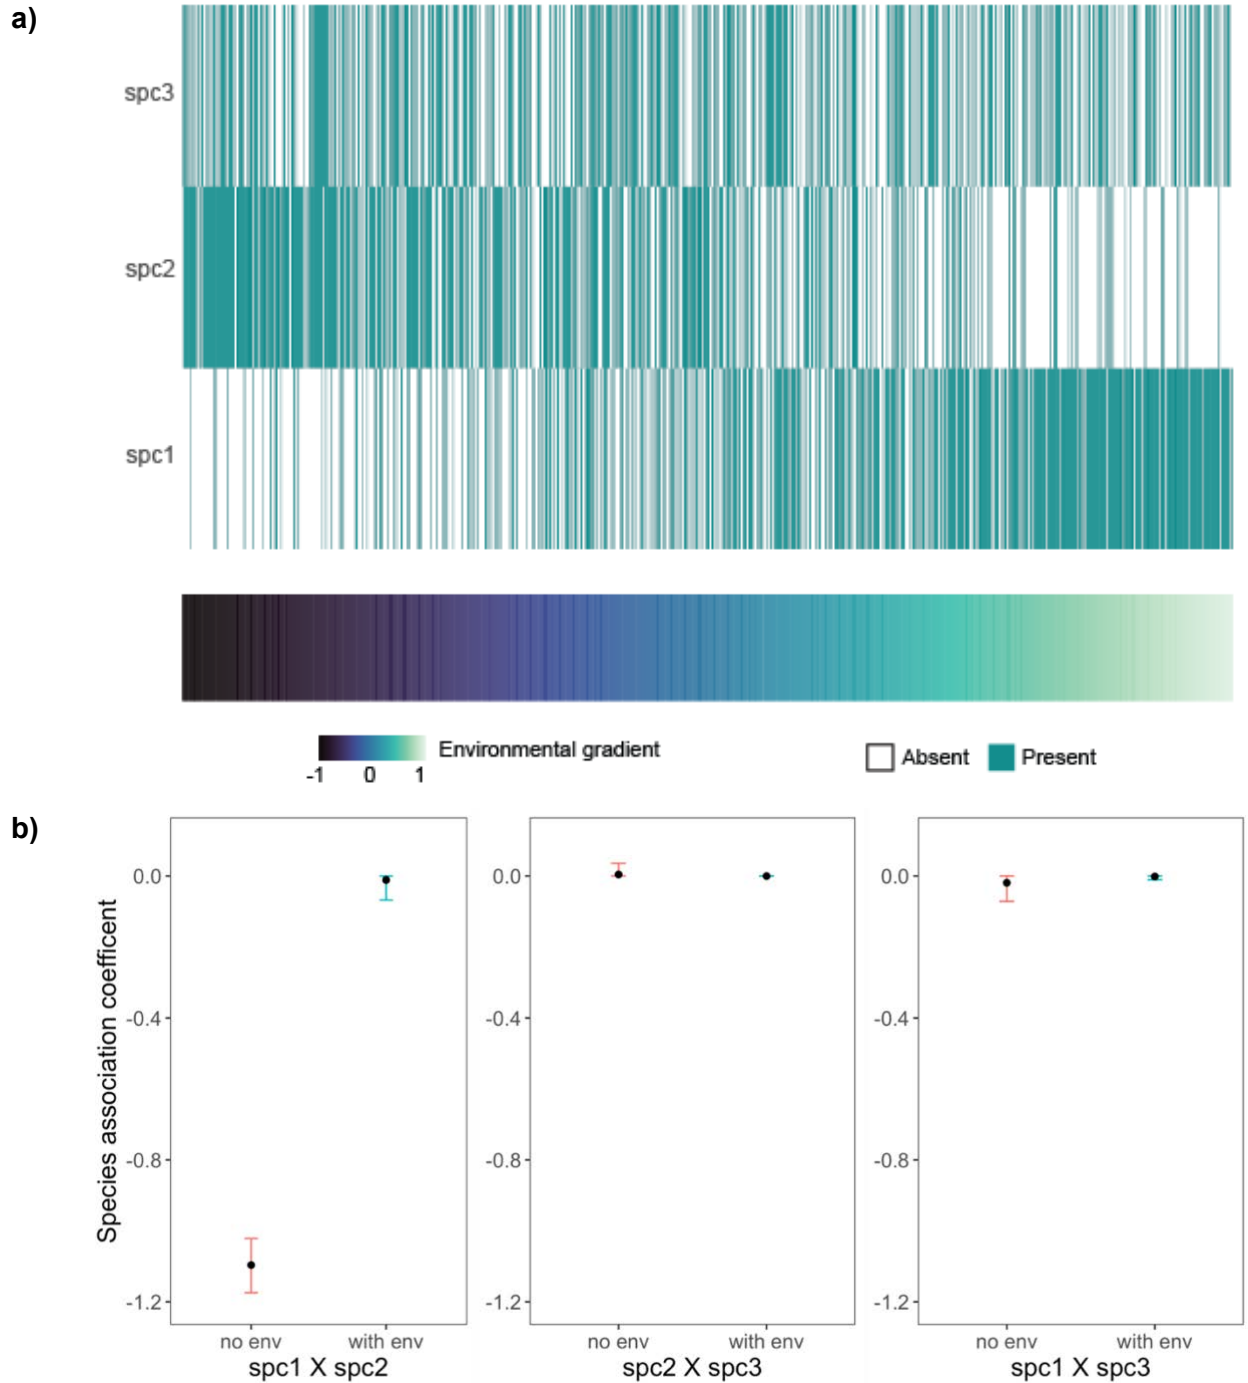 a)
spc3
spc2
spc1
-1 0 1
Environmental gradient
Absent
Present
b)
Species association coefficent
0.0
-0.4
-0.8
-1.2
no env
with env
spc1 X spc2
0.0
-0.4
-0.8
-1.2
no env
with env
spc2 X spc3
0.0
-0.4
-0.8
-1.2
no env
with env
spc1 X spc3